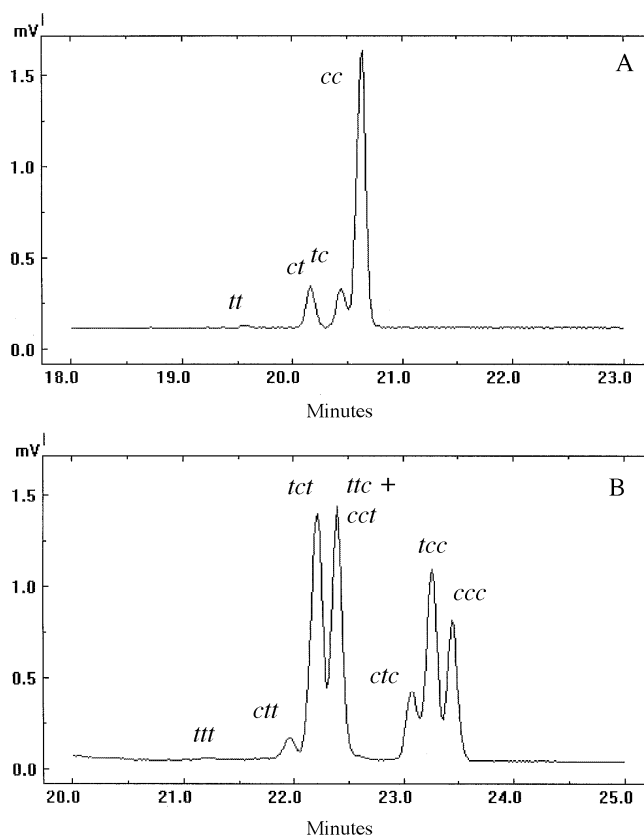 mV
A
cc
1.5
1.0
ct tc
0.5
tt
0.0
18.0 19.0 20.0 21.0 22.0 23.0
Minutes
mV
B
tct ttc +
cct
1.5
tcc
1.0
ccc
0.5
ctt ctc
ttt
0.0
20.0 21.0 22.0 23.0 24.0 25.0
Minutes